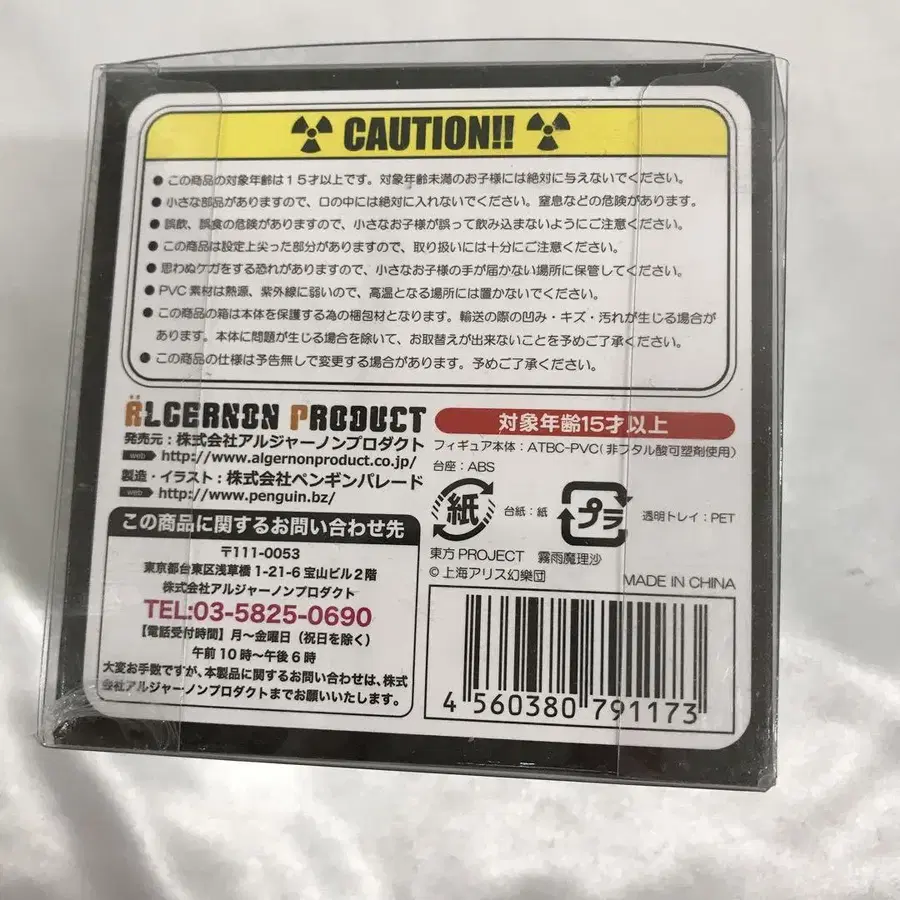 CAUTION!!
● この商品の対象年齢は15才以上です。対象年齢未満のお子様には絶対に与えないでください。
● 小さな部品がありますので、口の中には絶対に入れないでください。窒息などの危険があります。
● 誤飲、誤食の危険がありますので、小さなお子様が誤って飲み込まないようにご注意ください。
● この商品は設定上尖った部分がありますので、取り扱いには十分にご注意ください。
● 思わぬケガをする恐れがありますので、小さなお子様の手が届かない場所に保管してください。
● PVC素材は熱源、紫外線に弱いので、高温となる場所には置かないでください。
● この商品の箱は本体を保護する為の梱包材となります。輸送の際の凹み・キズ・汚れが生じる場合が
あります。本体に問題が生じる場合を除いて、お取替えが出来ないことを予めご了承ください。
● この商品の仕様は予告無しで変更する場合があります。予めご了承ください。
ALGERNON PRODUCT
発売元:株式会社アルジャーノンプロダクト
web http://www.algernonproduct.co.jp/
製造・イラスト:株式会社ペンギンパレード
web http://www.penguin.bz/
この商品に関するお問い合わせ先
〒111-0053
東京都台東区浅草橋1-21-6 宝山ビル2階
株式会社アルジャーノンプロダクト
TEL:03-5825-0690
【電話受付時間】月〜金曜日(祝日を除く)
午前10時〜午後6時
大変お手数ですが、本製品に関するお問い合わせは、株式
会社アルジャーノンプロダクトまでお願いいたします。
対象年齢15才以上
フィギュア本体:ATBC-PVC(非フタル酸可塑剤使用)
台座:ABS
紙 台紙:紙 プラ 透明トレイ:PET
東方PROJECT 霧雨魔理沙
© 上海アリス幻樂団
MADE IN CHINA
4 560380 791173